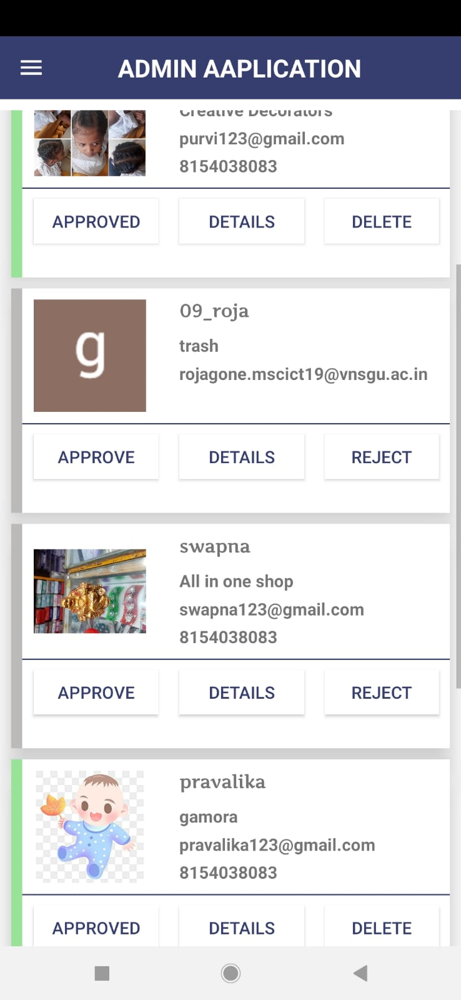 ADMIN AAPLICATION
Creative Decorators
purvi123@gmail.com
8154038083
APPROVED DETAILS DELETE
g
09_roja
trash
rojagone.mscict19@vnsgu.ac.in
APPROVE DETAILS REJECT
swapna
All in one shop
swapna123@gmail.com
8154038083
APPROVE DETAILS REJECT
pravalika
gamora
pravalika123@gmail.com
8154038083
APPROVED DETAILS DELETE